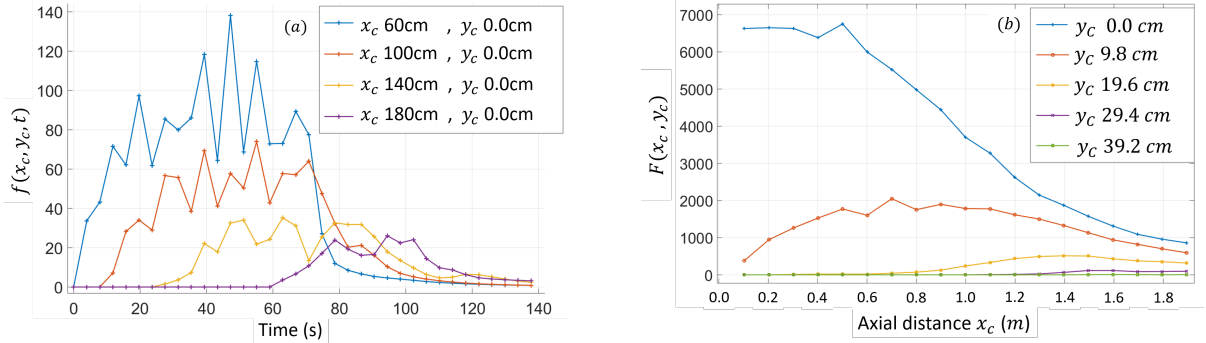 (a)
x_c 60cm , y_c 0.0cm
x_c 100cm , y_c 0.0cm
x_c 140cm , y_c 0.0cm
x_c 180cm , y_c 0.0cm
f(x_c, y_c, t)
140
120
100
80
60
40
20
0
0 20 40 60 80 100 120 140
Time (s)
(b)
y_C 0.0 cm
y_C 9.8 cm
y_C 19.6 cm
y_C 29.4 cm
y_C 39.2 cm
F(x_c, y_c)
7000
6000
5000
4000
3000
2000
1000
0
0.0 0.2 0.4 0.6 0.8 1.0 1.2 1.4 1.6 1.8
Axial distance x_c (m)